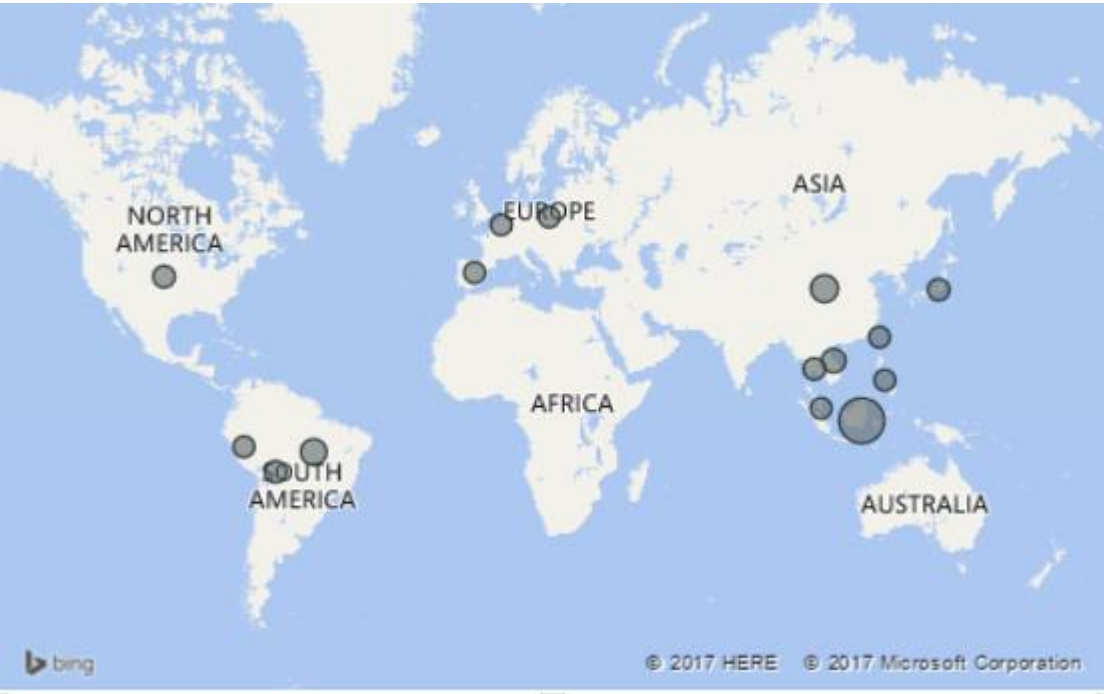 ASIA
NORTH
AMERICA
EUROPE
AFRICA
SOUTH
AMERICA
AUSTRALIA
bing
© 2017 HERE © 2017 Microsoft Corporation